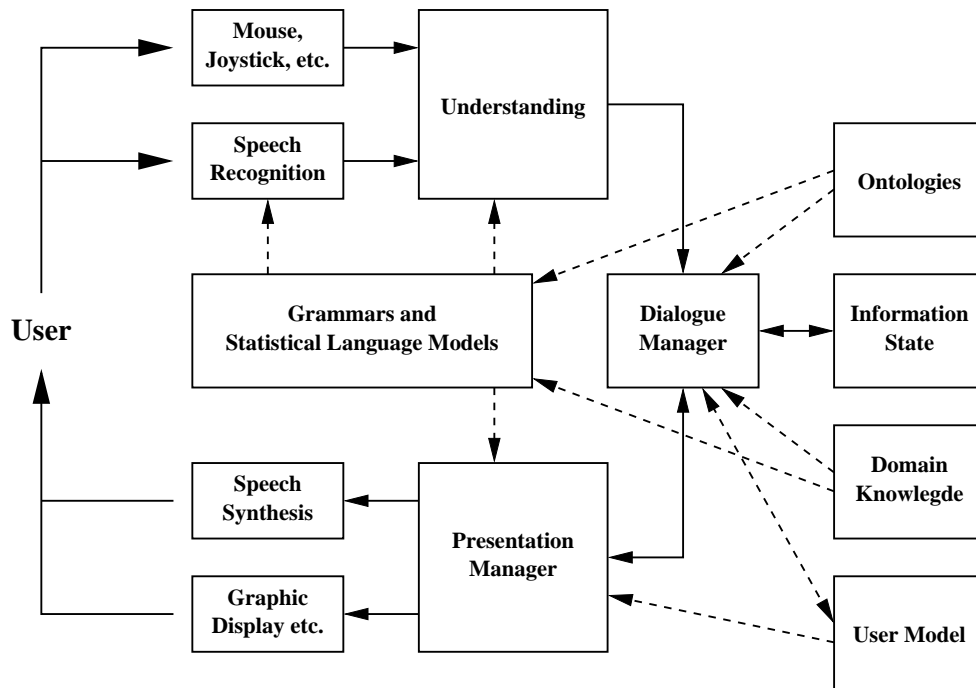 Mouse,
Joystick, etc.
Understanding
Speech
Recognition
Ontologies
Grammars and
Statistical Language Models
Dialogue
Manager
Information
State
User
Domain
Knowlegde
Speech
Synthesis
Presentation
Manager
Graphic
Display etc.
User Model